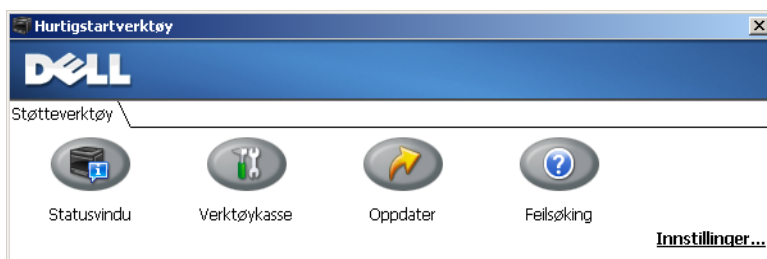 Hurtigstartverktøy
DELL
Støtteverktøy
Statusvindu Verktøykasse Oppdater Feilsøking
Innstillinger...